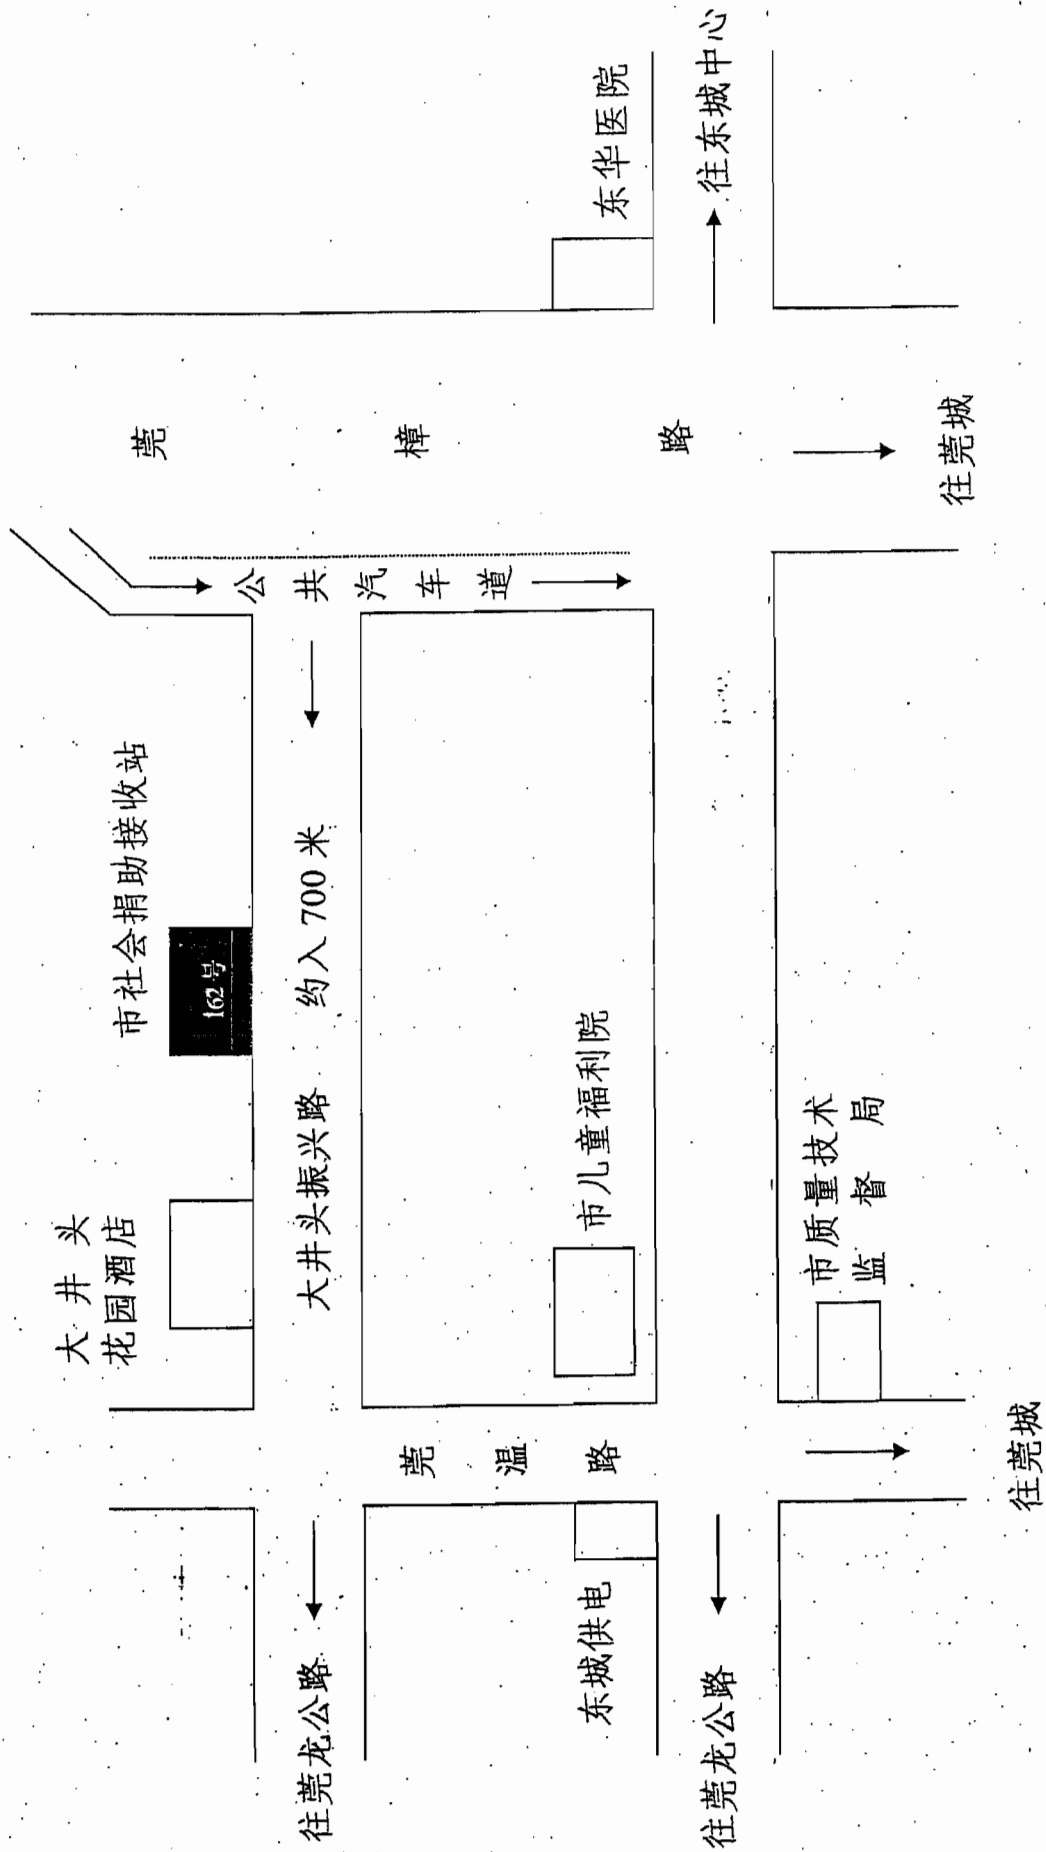 大井头
花园酒店
市社会捐助接收站
162号
往莞龙公路
大井头振兴路
约入700米
公共汽车道
莞樟路
莞温路
东城供电
市儿童福利院
东华医院
往莞龙公路
往东城中心
市质量技术
监督局
往莞城
往莞城